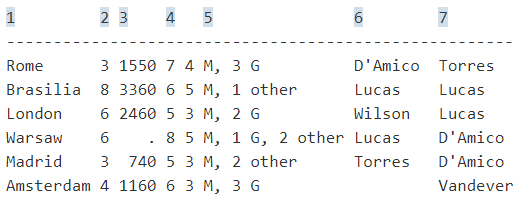 1 2 3 4 5 6 7
------------------------------------------------------
Rome 3 1550 7 4 M, 3 G D'Amico Torres
Brasilia 8 3360 6 5 M, 1 other Lucas Lucas
London 6 2460 5 3 M, 2 G Wilson Lucas
Warsaw 6 . 8 5 M, 1 G, 2 other Lucas D'Amico
Madrid 3 740 5 3 M, 2 other Torres D'Amico
Amsterdam 4 1160 6 3 M, 3 G Vandever